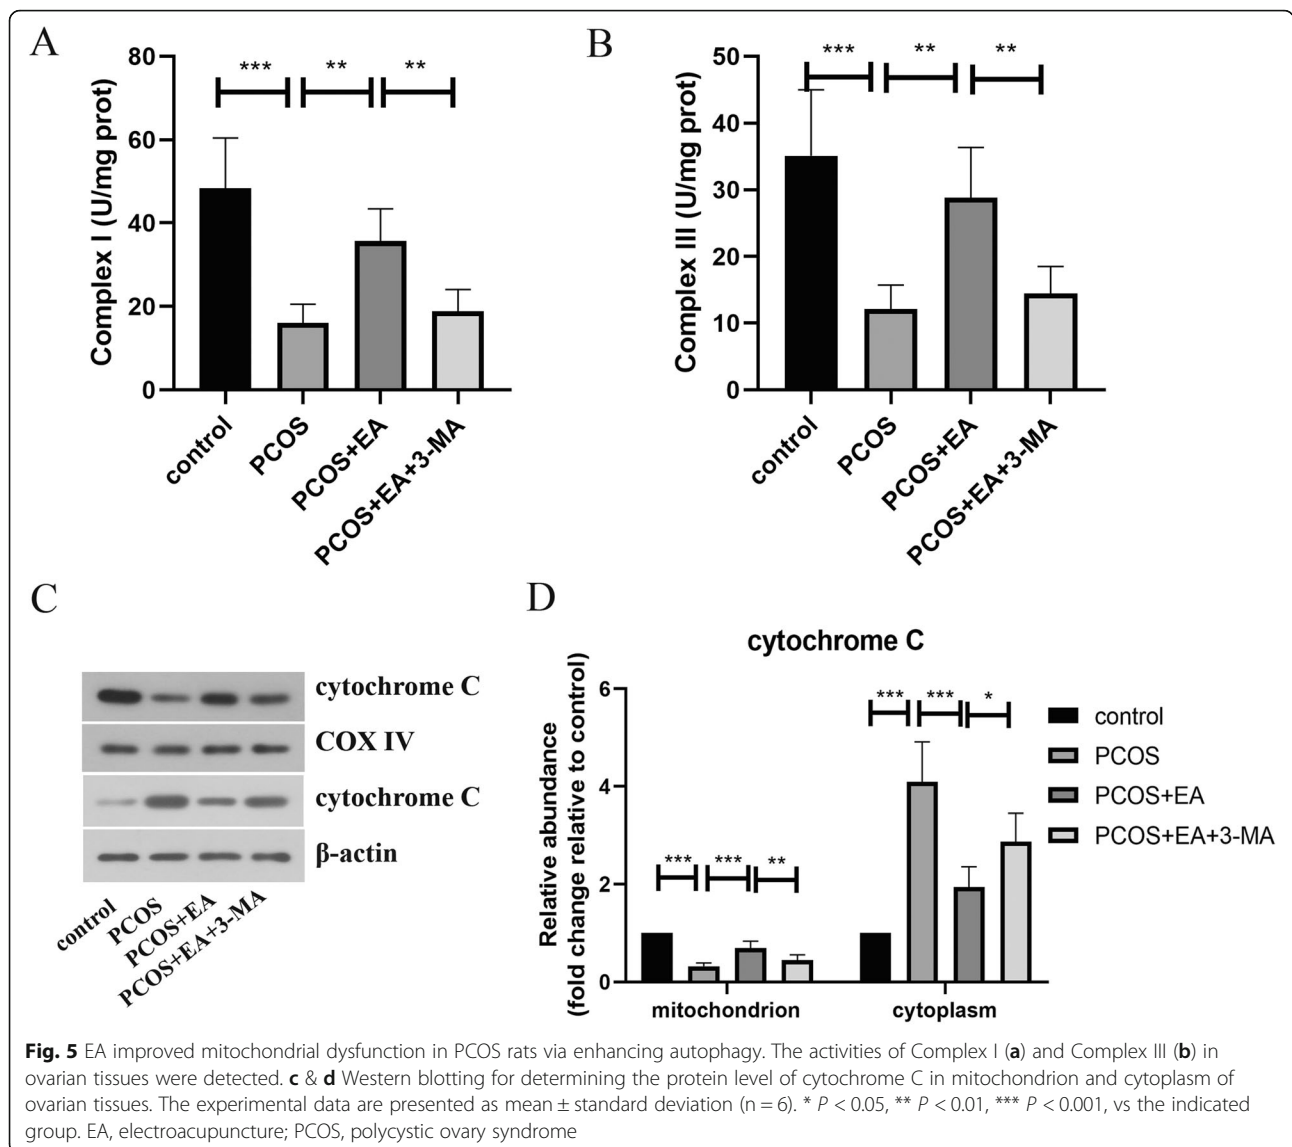 A
80
60
40
20
0
Complex I (U/mg prot)
***
**
**
control
PCOS
PCOS+EA
PCOS+EA+3-MA
B
50
40
30
20
10
0
Complex III (U/mg prot)
***
**
**
control
PCOS
PCOS+EA
PCOS+EA+3-MA
C
cytochrome C
COX IV
cytochrome C
β-actin
control
PCOS
PCOS+EA
PCOS+EA+3-MA
D
cytochrome C
Relative abundance
(fold change relative to control)
6
4
2
0
***
***
**
***
***
*
mitochondrion
cytoplasm
control
PCOS
PCOS+EA
PCOS+EA+3-MA
Fig. 5 EA improved mitochondrial dysfunction in PCOS rats via enhancing autophagy. The activities of Complex I (a) and Complex III (b) in
ovarian tissues were detected. c & d Western blotting for determining the protein level of cytochrome C in mitochondrion and cytoplasm of
ovarian tissues. The experimental data are presented as mean ± standard deviation (n = 6). * P < 0.05, ** P < 0.01, *** P < 0.001, vs the indicated
group. EA, electroacupuncture; PCOS, polycystic ovary syndrome